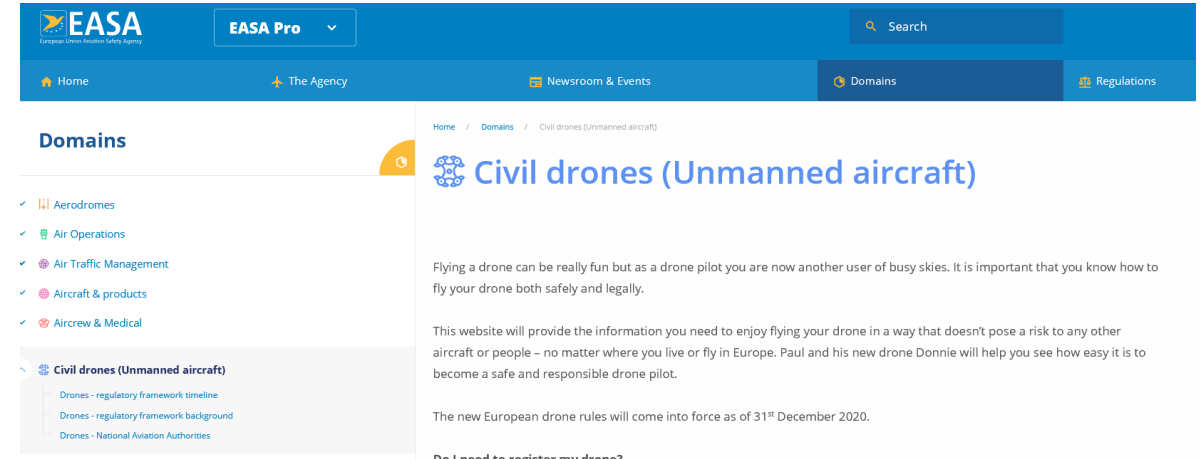 EASA
European Union Aviation Safety Agency
EASA Pro
Search
Home
The Agency
Newsroom & Events
Domains
Regulations
Domains
Aerodromes
Air Operations
Air Traffic Management
Aircraft & products
Aircrew & Medical
Civil drones (Unmanned aircraft)
Drones - regulatory framework timeline
Drones - regulatory framework background
Drones - National Aviation Authorities
Home / Domains / Civil drones (Unmanned aircraft)
Civil drones (Unmanned aircraft)
Flying a drone can be really fun but as a drone pilot you are now another user of busy skies. It is important that you know how to
fly your drone both safely and legally.
This website will provide the information you need to enjoy flying your drone in a way that doesn’t pose a risk to any other
aircraft or people – no matter where you live or fly in Europe. Paul and his new drone Donnie will help you see how easy it is to
become a safe and responsible drone pilot.
The new European drone rules will come into force as of 31st December 2020.
Do I need to register my drone?